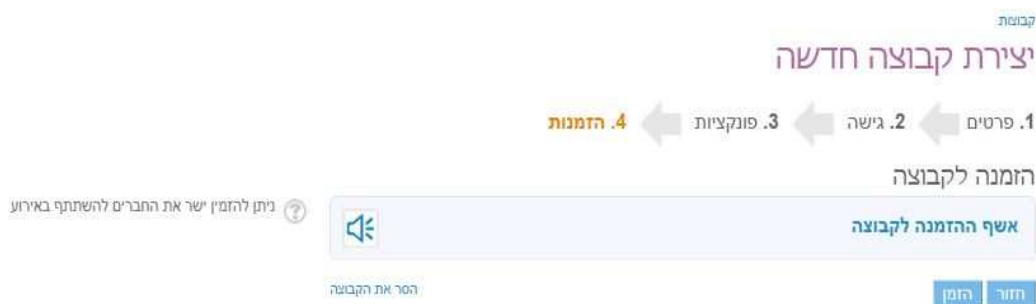 קבוצות
יצירת קבוצה חדשה
1. פרטים 2. גישה 3. פונקציות 4. הזמנות
הזמנה לקבוצה
אשף ההזמנה לקבוצה
ניתן להזמין ישר את החברים להשתתף באירוע
חזור הזמן הסר את הקבוצה